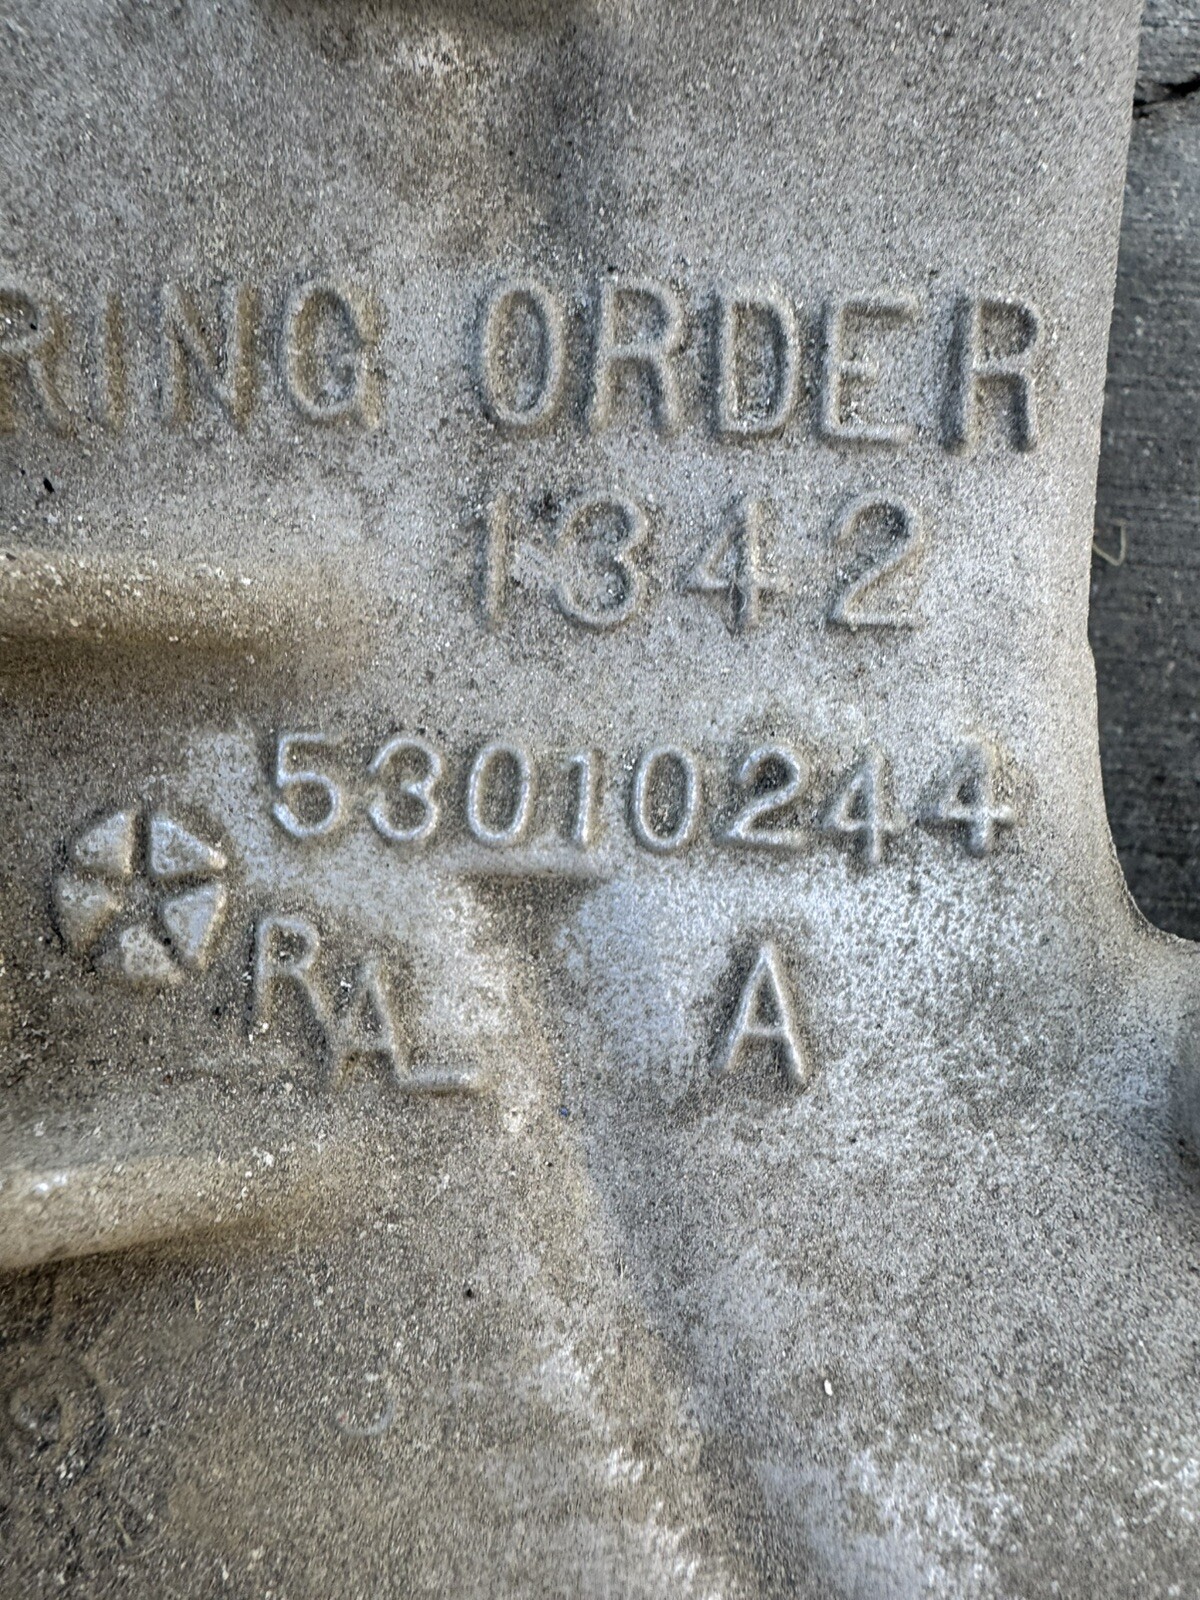 RING ORDER
1342
53010244
RAL A